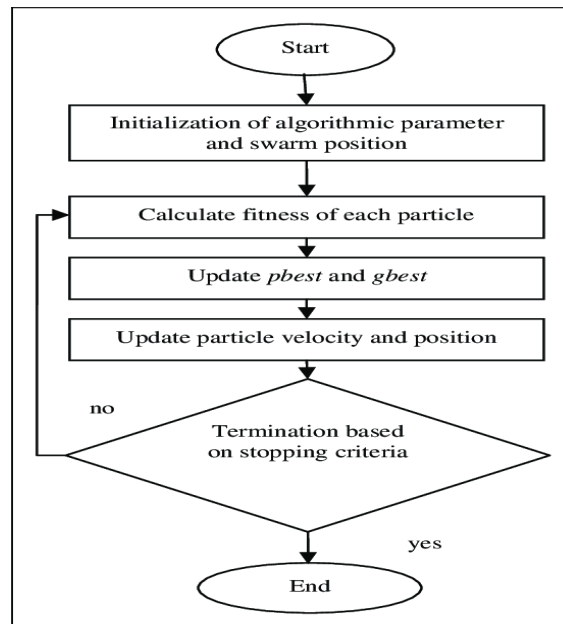 Start
Initialization of algorithmic parameter
and swarm position
Calculate fitness of each particle
Update pbest and gbest
Update particle velocity and position
no
Termination based
on stopping criteria
yes
End